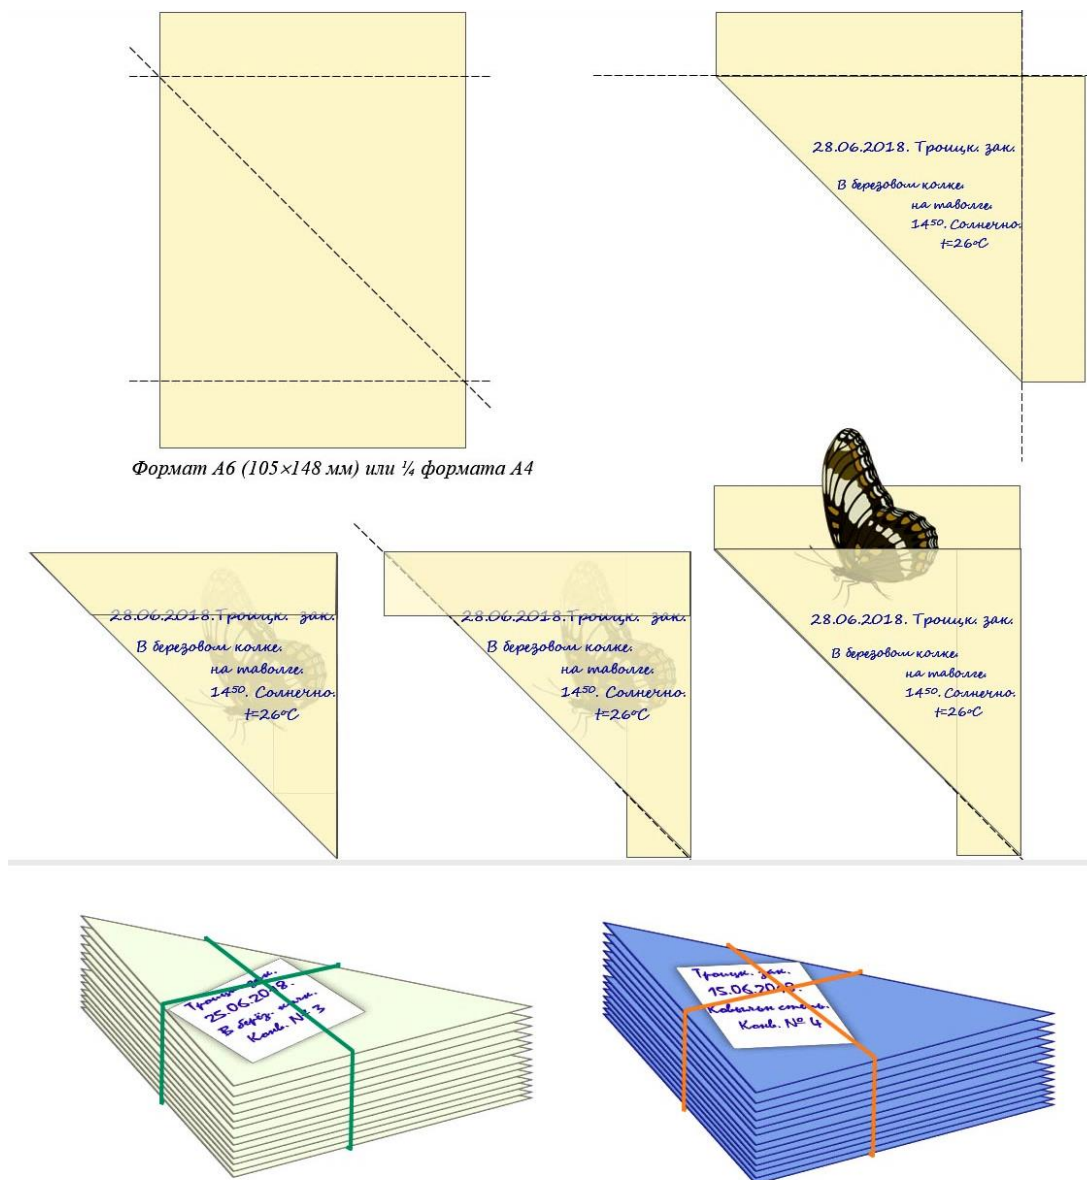 28.06.2018. Троицк. зак.
В березовом колке.
на таволге.
14⁵⁰. Солнечно.
t=26°C
Формат А6 (105×148 мм) или ¼ формата А4
28.06.2018.Троицк. зак.
В березовом колке.
на таволге.
14⁵⁰. Солнечно.
t=26°C
28.06.2018.Троицк. зак.
В березовом колке.
на таволге.
14⁵⁰. Солнечно.
t=26°C
28.06.2018. Троицк. зак.
В березовом колке.
на таволге.
14⁵⁰. Солнечно.
t=26°C
Троицк. зак.
25.06.2018.
В берёз. колк.
Конв. № 3
Троицк. зак.
15.06.2018.
Ковыльн степь.
Конв. № 4